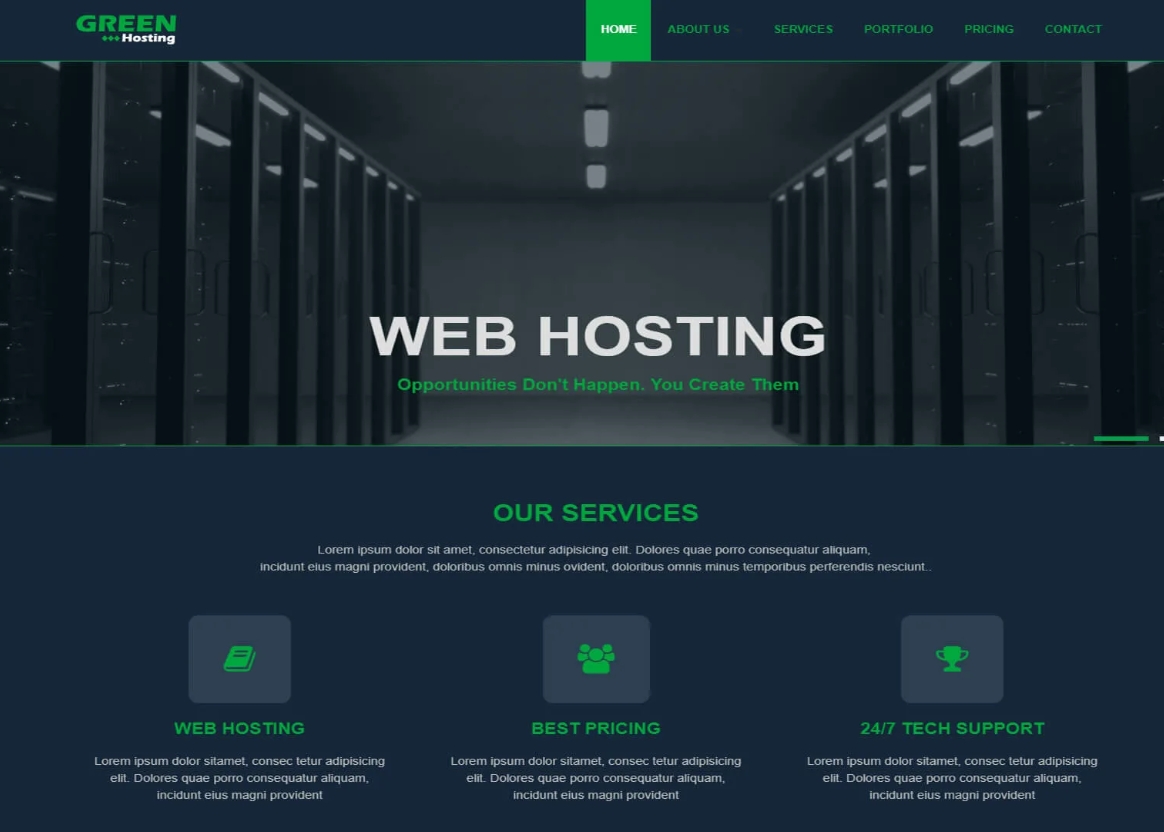 GREEN
Hosting
HOME ABOUT US SERVICES PORTFOLIO PRICING CONTACT
WEB HOSTING
Opportunities Don't Happen. You Create Them
OUR SERVICES
Lorem ipsum dolor sit amet, consectetur adipisicing elit. Dolores quae porro consequatur aliquam,
incidunt eius magni provident, doloribus omnis minus ovident, doloribus omnis minus temporibus perferendis nesciunt..
WEB HOSTING
Lorem ipsum dolor sitamet, consec tetur adipisicing
elit. Dolores quae porro consequatur aliquam,
incidunt eius magni provident
BEST PRICING
Lorem ipsum dolor sitamet, consec tetur adipisicing
elit. Dolores quae porro consequatur aliquam,
incidunt eius magni provident
24/7 TECH SUPPORT
Lorem ipsum dolor sitamet, consec tetur adipisicing
elit. Dolores quae porro consequatur aliquam,
incidunt eius magni provident